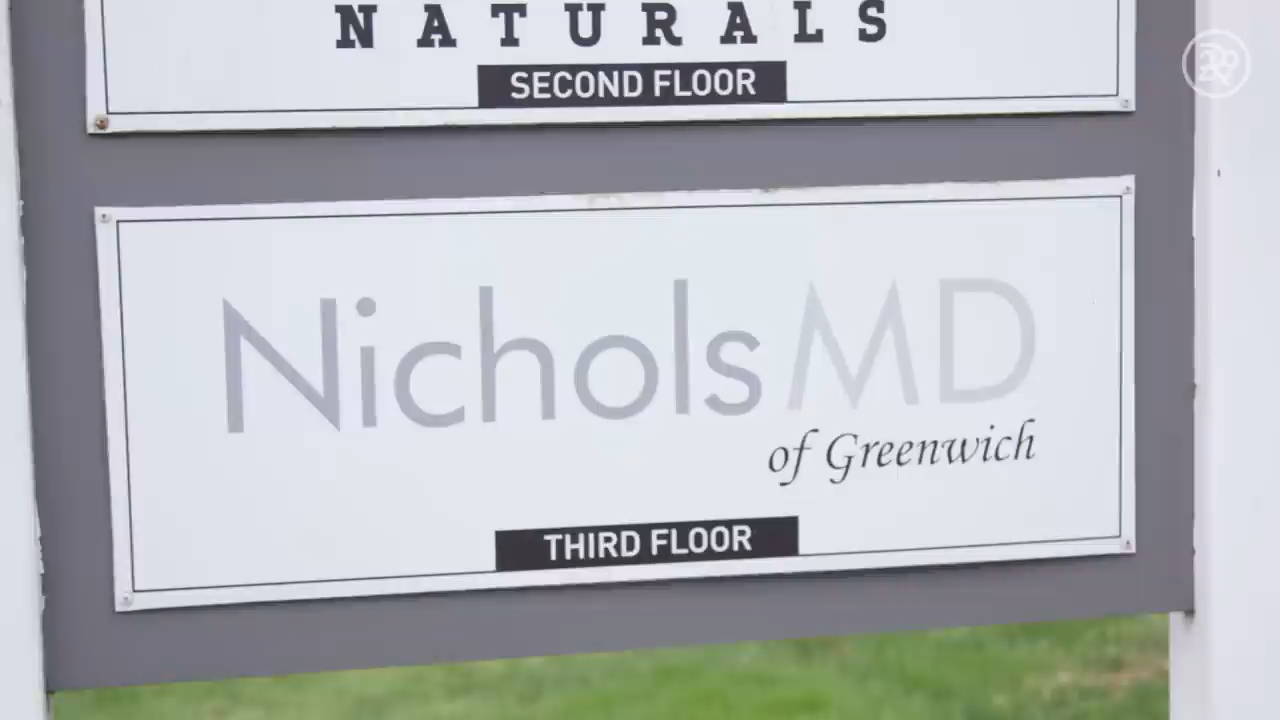 NATURALS
SECOND FLOOR
NicholsMD
of Greenwich
THIRD FLOOR